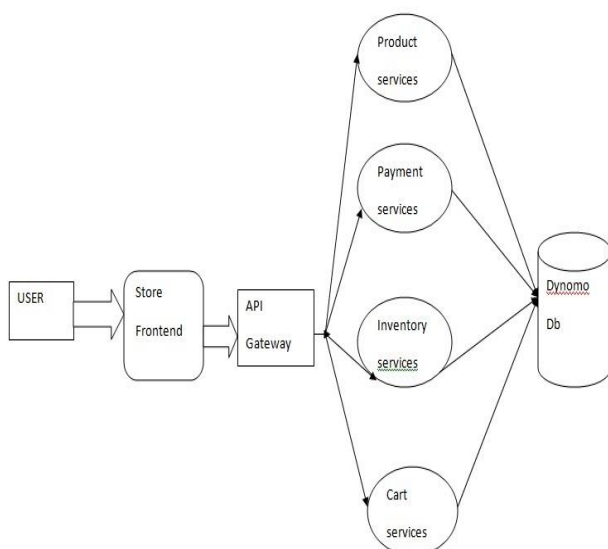 Product
services
Payment
services
USER
Store
Frontend
API
Gateway
Inventory
services
Dynomo
Db
Cart
services